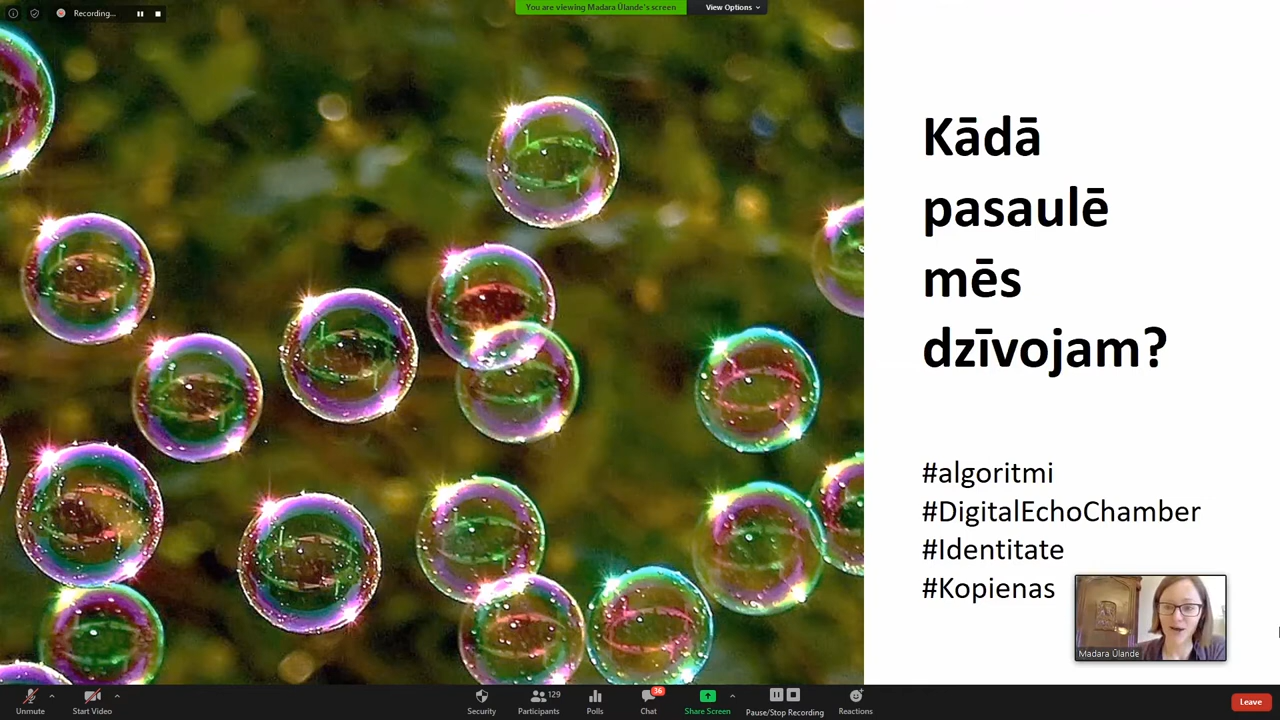 Recording...
You are viewing Madara Ūlande's screen
View Options
Kādā
pasaulē
mēs
dzīvojam?
#algoritmi
#DigitalEchoChamber
#Identitate
#Kopienas
Madara Ūlande
Unmute
Start Video
Security
Participants
129
Polls
Chat
36
Share Screen
Pause/Stop Recording
Reactions
Leave